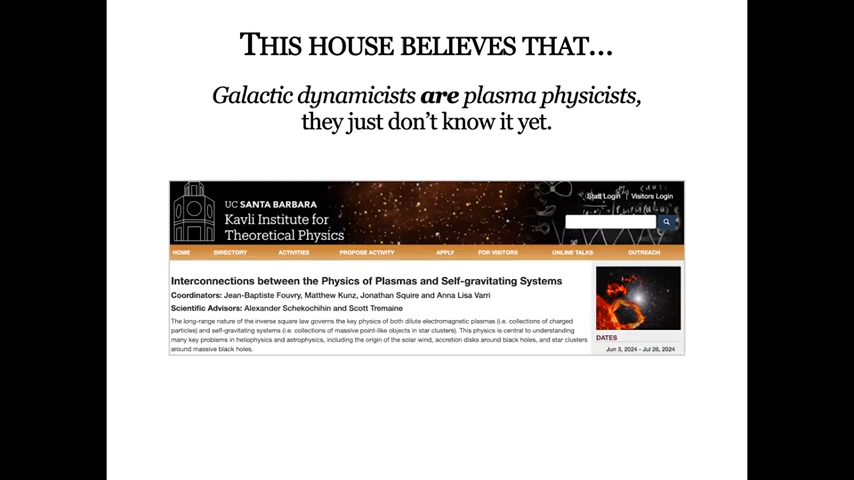 THIS HOUSE BELIEVES THAT...
Galactic dynamicists are plasma physicists,
they just don't know it yet.
Staff Login | Visitors Login
UC SANTA BARBARA
Kavli Institute for
Theoretical Physics
HOME DIRECTORY ACTIVITIES PROPOSE ACTIVITY APPLY FOR VISITORS ONLINE TALKS OUTREACH
Interconnections between the Physics of Plasmas and Self-gravitating Systems
Coordinators: Jean-Baptiste Fouvry, Matthew Kunz, Jonathan Squire and Anna Lisa Varri
Scientific Advisors: Alexander Schekochihin and Scott Tremaine
The long-range nature of the inverse square law governs the key physics of both dilute electromagnetic plasmas (i.e. collections of charged
particles) and self-gravitating systems (i.e. collections of massive point-like objects in star clusters). This physics is central to understanding
many key problems in heliophysics and astrophysics, including the origin of the solar wind, accretion disks around black holes, and star clusters
around massive black holes.
DATES
Jun 3, 2024 - Jul 26, 2024